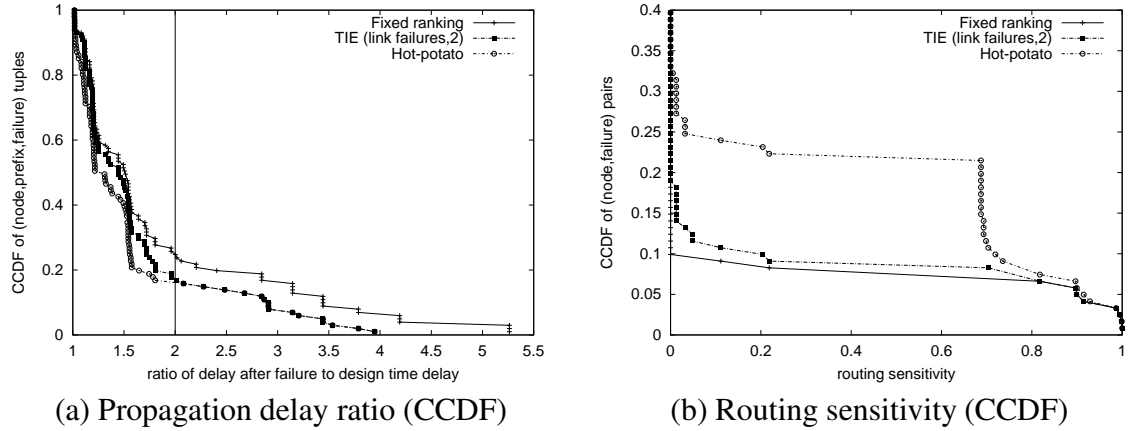 CCDF of (node,prefix,failure) tuples
1
0.8
0.6
0.4
0.2
0
1
1.5
2
2.5
3
3.5
4
4.5
5
5.5
ratio of delay after failure to design time delay
Fixed ranking
TIE (link failures,2)
Hot-potato
(a) Propagation delay ratio (CCDF)
CCDF of (node,failure) pairs
0.4
0.35
0.3
0.25
0.2
0.15
0.1
0.05
0
0
0.2
0.4
0.6
0.8
1
routing sensitivity
Fixed ranking
TIE (link failures,2)
Hot-potato
(b) Routing sensitivity (CCDF)